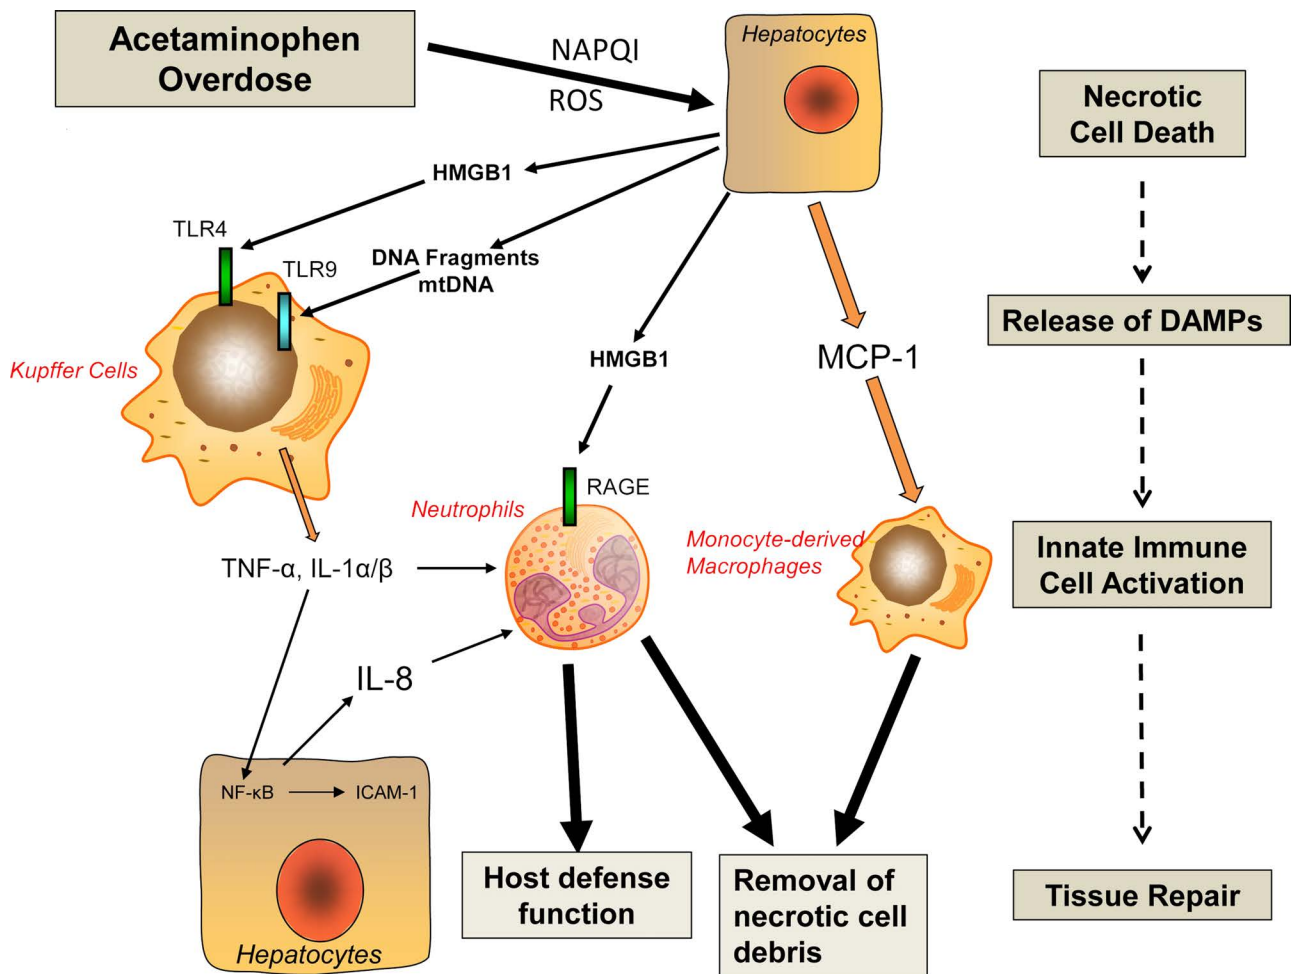 Acetaminophen
Overdose
NAPQI
ROS
Hepatocytes
Necrotic
Cell Death
HMGB1
TLR4
DNA Fragments
mtDNA
TLR9
Release of DAMPs
Kupffer Cells
HMGB1
MCP-1
RAGE
Neutrophils
Monocyte-derived
Macrophages
Innate Immune
Cell Activation
TNF-α, IL-1α/β
IL-8
NF-κB
ICAM-1
Hepatocytes
Host defense
function
Removal of
necrotic cell
debris
Tissue Repair